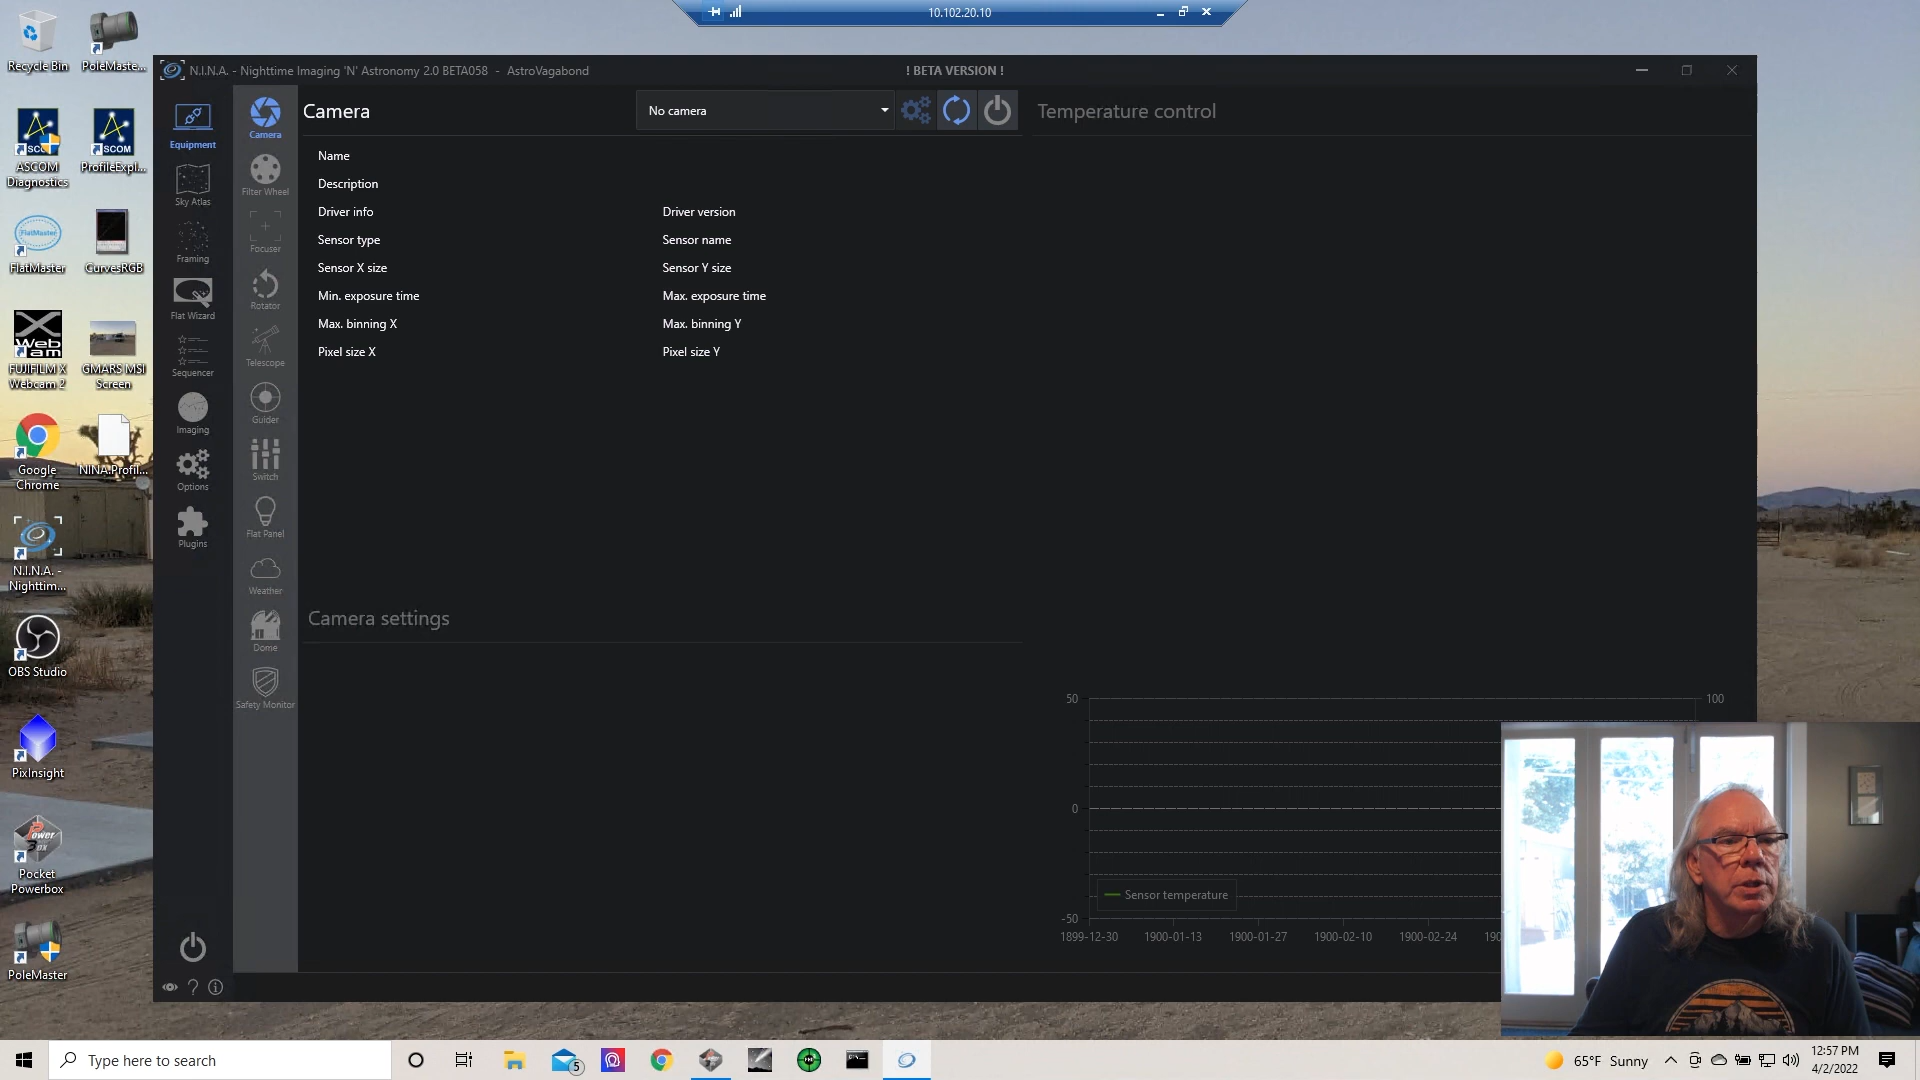 10.102.20.10
Recycle Bin
PoleMaste...
ASCOM
Diagnostics
ProfileExpl...
FlatMaster
CurvesRGB
FUJIFILM X
Webcam 2
GMARS MSI
Screen
Google
Chrome
NINA.Profil...
N.I.N.A. -
Nighttim...
OBS Studio
PixInsight
Pocket
Powerbox
PoleMaster
N.I.N.A. - Nighttime Imaging 'N' Astronomy 2.0 BETA058 - AstroVagabond
! BETA VERSION !
Equipment
Sky Atlas
Framing
Flat Wizard
Sequencer
Imaging
Options
Plugins
Camera
Filter Wheel
Focuser
Rotator
Telescope
Guider
Switch
Flat Panel
Weather
Dome
Safety Monitor
Camera
No camera
Temperature control
Name
Description
Driver info
Driver version
Sensor type
Sensor name
Sensor X size
Sensor Y size
Min. exposure time
Max. exposure time
Max. binning X
Max. binning Y
Pixel size X
Pixel size Y
Camera settings
50
100
0
-50
Sensor temperature
1899-12-30
1900-01-13
1900-01-27
1900-02-10
1900-02-24
190
Type here to search
5
65°F Sunny
12:57 PM
4/2/2022